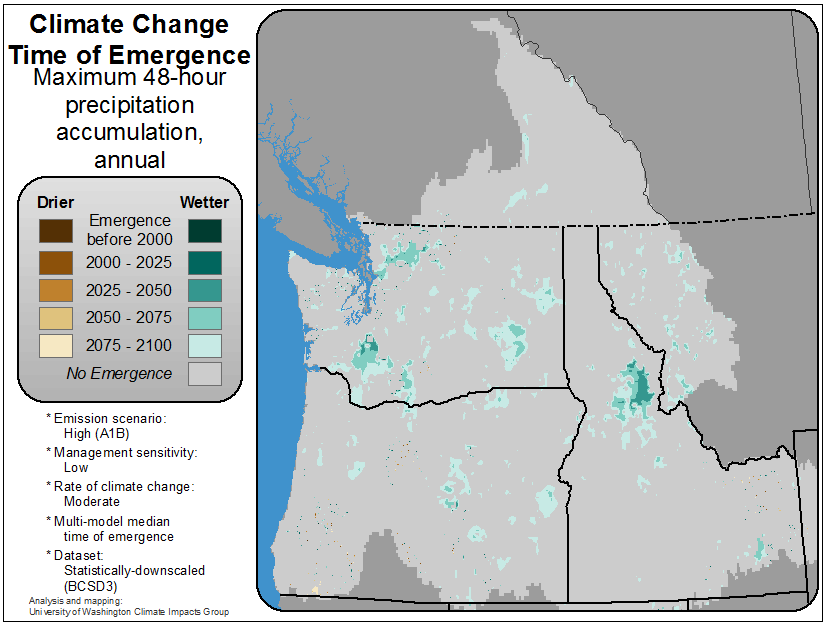 Climate Change
Time of Emergence
Maximum 48-hour
precipitation
accumulation,
annual
Drier
Wetter
Emergence
before 2000
2000 - 2025
2025 - 2050
2050 - 2075
2075 - 2100
No Emergence
* Emission scenario:
High (A1B)
* Management sensitivity:
Low
* Rate of climate change:
Moderate
* Multi-model median
time of emergence
* Dataset:
Statistically-downscaled
(BCSD3)
Analysis and mapping:
University of Washington Climate Impacts Group